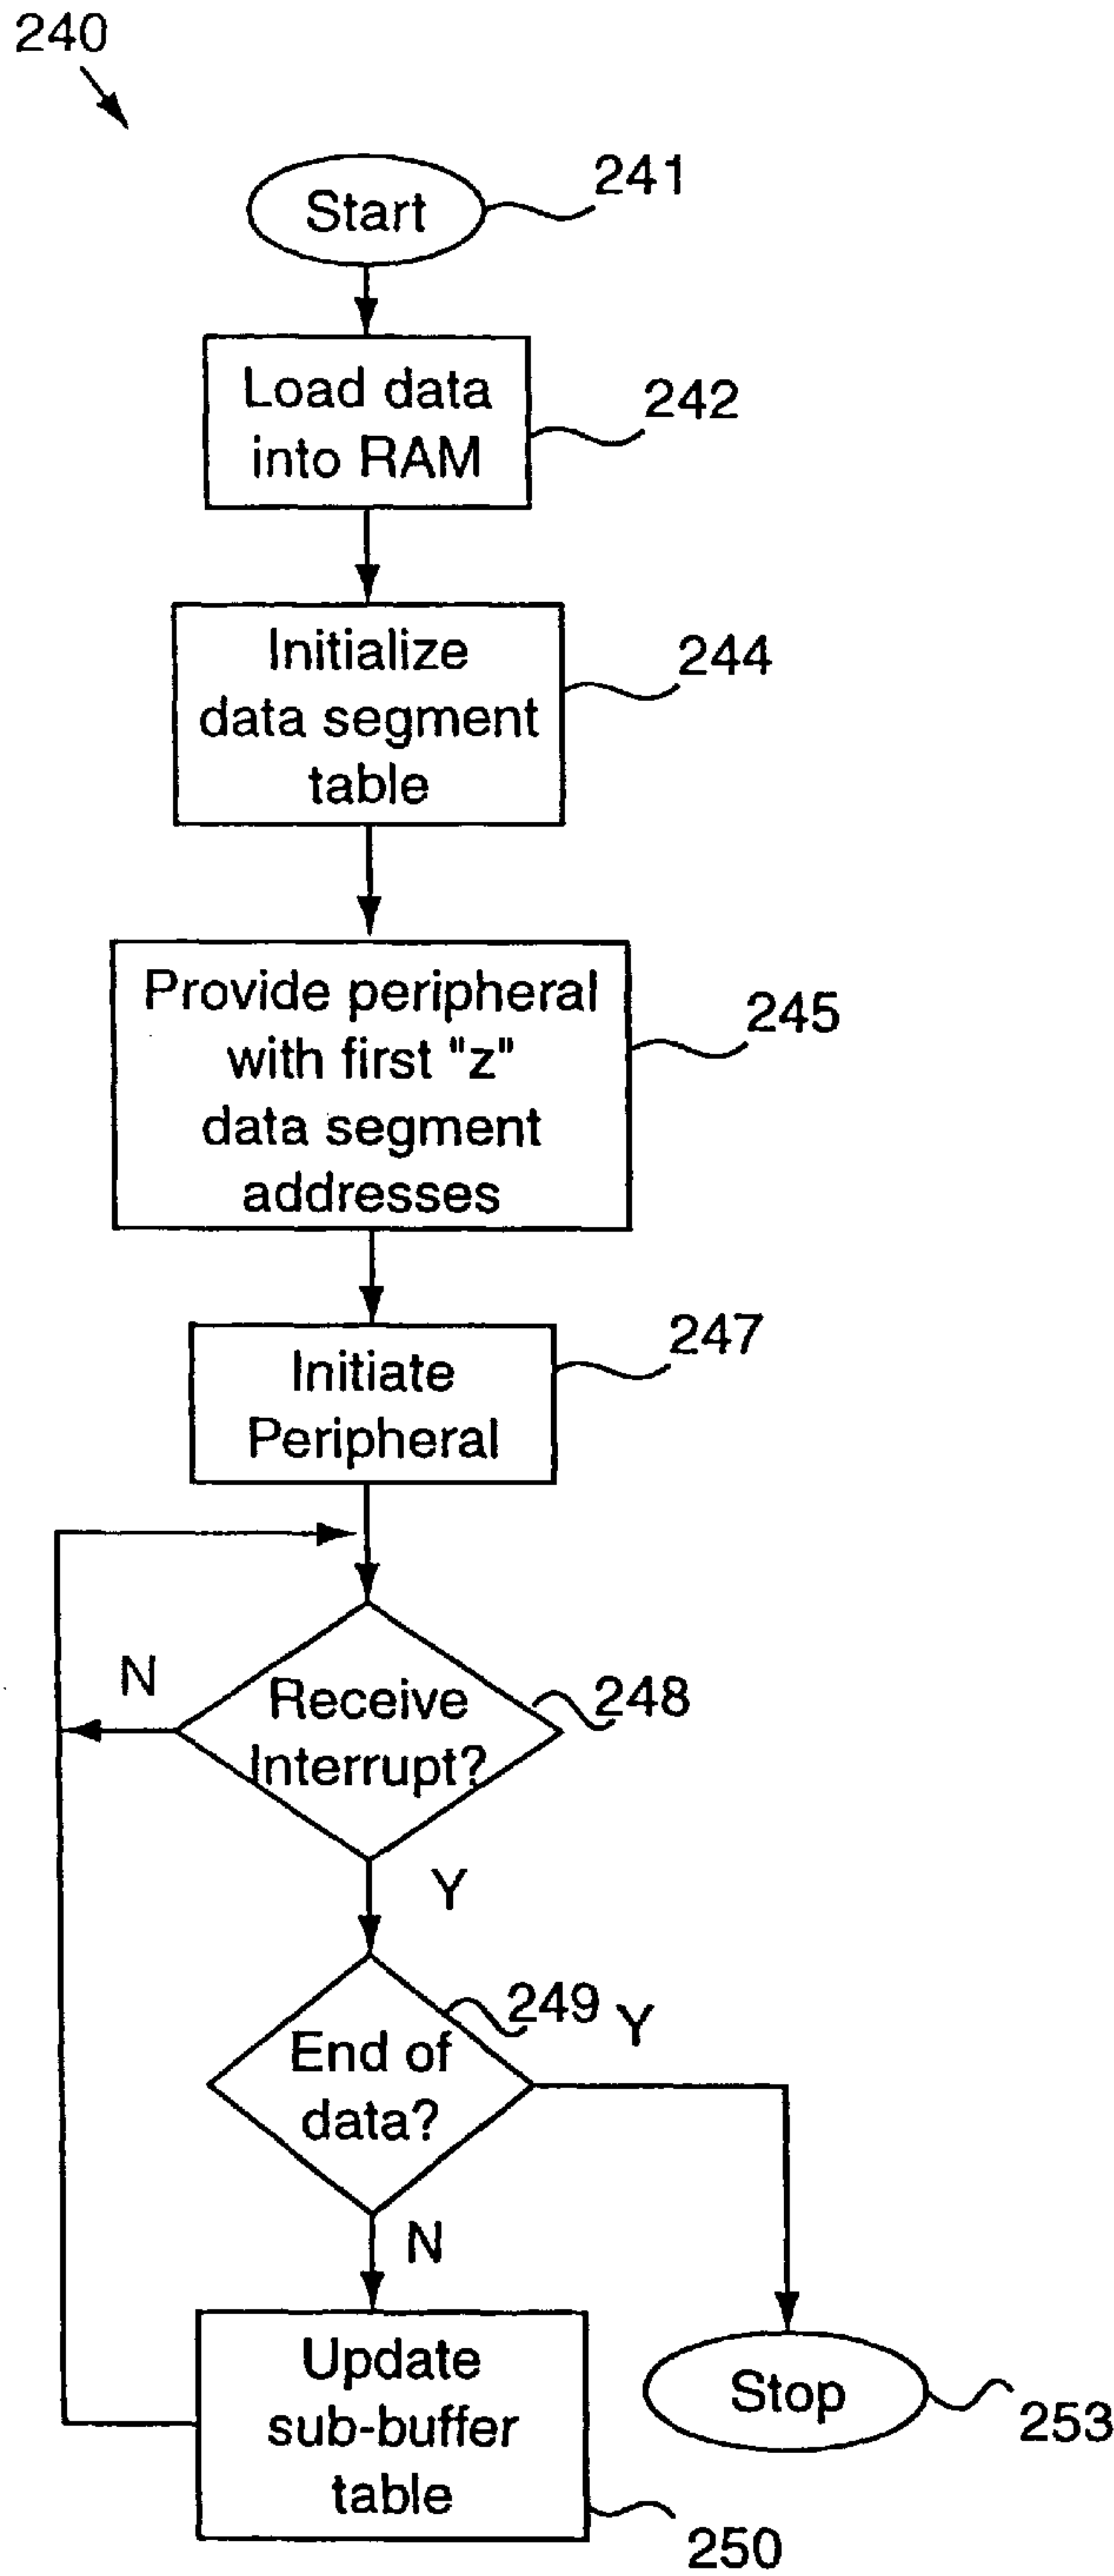 240
Start
241
Load data
into RAM
242
Initialize
data segment
table
244
Provide peripheral
with first "z"
data segment
addresses
245
Initiate
Peripheral
247
N
Receive
Interrupt?
248
Y
249
Y
End of
data?
N
Update
sub-buffer
table
250
Stop
253